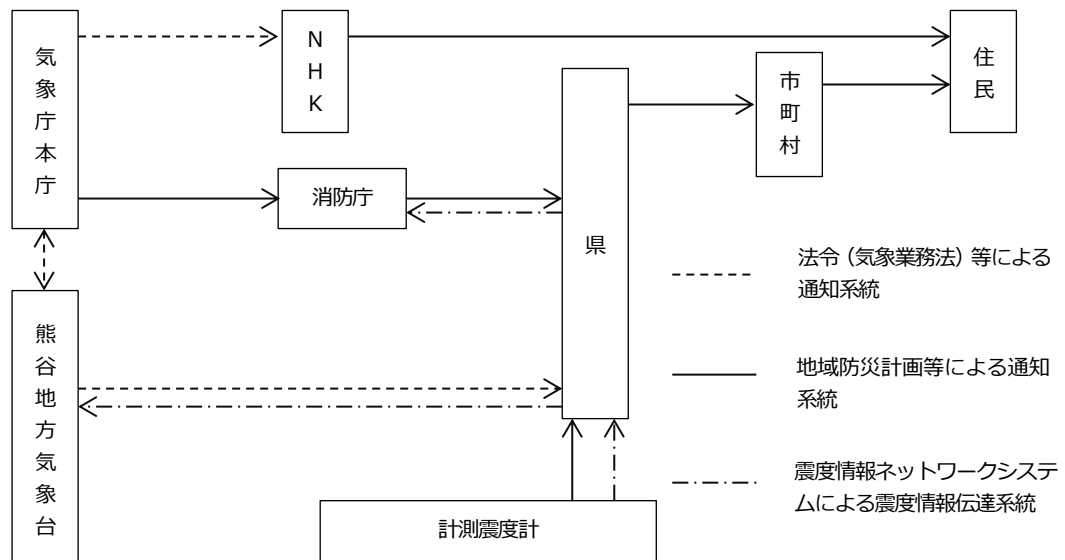 気象庁本庁
NHK
住民
市町村
消防庁
県
法令（気象業務法）等による
通知系統
熊谷地方気象台
地域防災計画等による通知
系統
震度情報ネットワークシステ
ムによる震度情報伝達系統
計測震度計